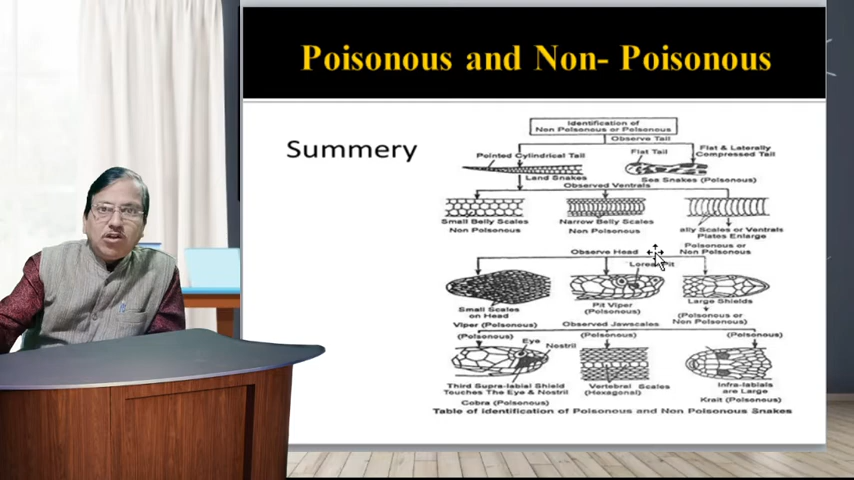 Poisonous and Non- Poisonous
Summery
Identification of
Non Poisonous or Poisonous
Observe Tail
Pointed Cylindrical Tail
Flat Tail
Flat & Laterally
Compressed Tail
Land Snakes
Sea Snakes (Poisonous)
Observed Ventrals
Small Belly Scales
Non Poisonous
Narrow Belly Scales
Non Poisonous
ally Scales or Ventrals
Plates Enlarge
Poisonous or
Non Poisonous
Observe Head
Small Scales
on Head
Viper (Poisonous)
Pit Viper
(Poisonous)
Large Shields
(Poisonous or
Non Poisonous)
Observed Jawscales
(Poisonous)
(Poisonous)
(Poisonous)
Eye
Nostril
Third Supra-labial Shield
Touches The Eye & Nostril
Cobra (Poisonous)
Vertebral Scales
(Hexagonal)
Infra-labials
are Large
Krait (Poisonous)
Table of identification of Poisonous and Non Poisonous Snakes